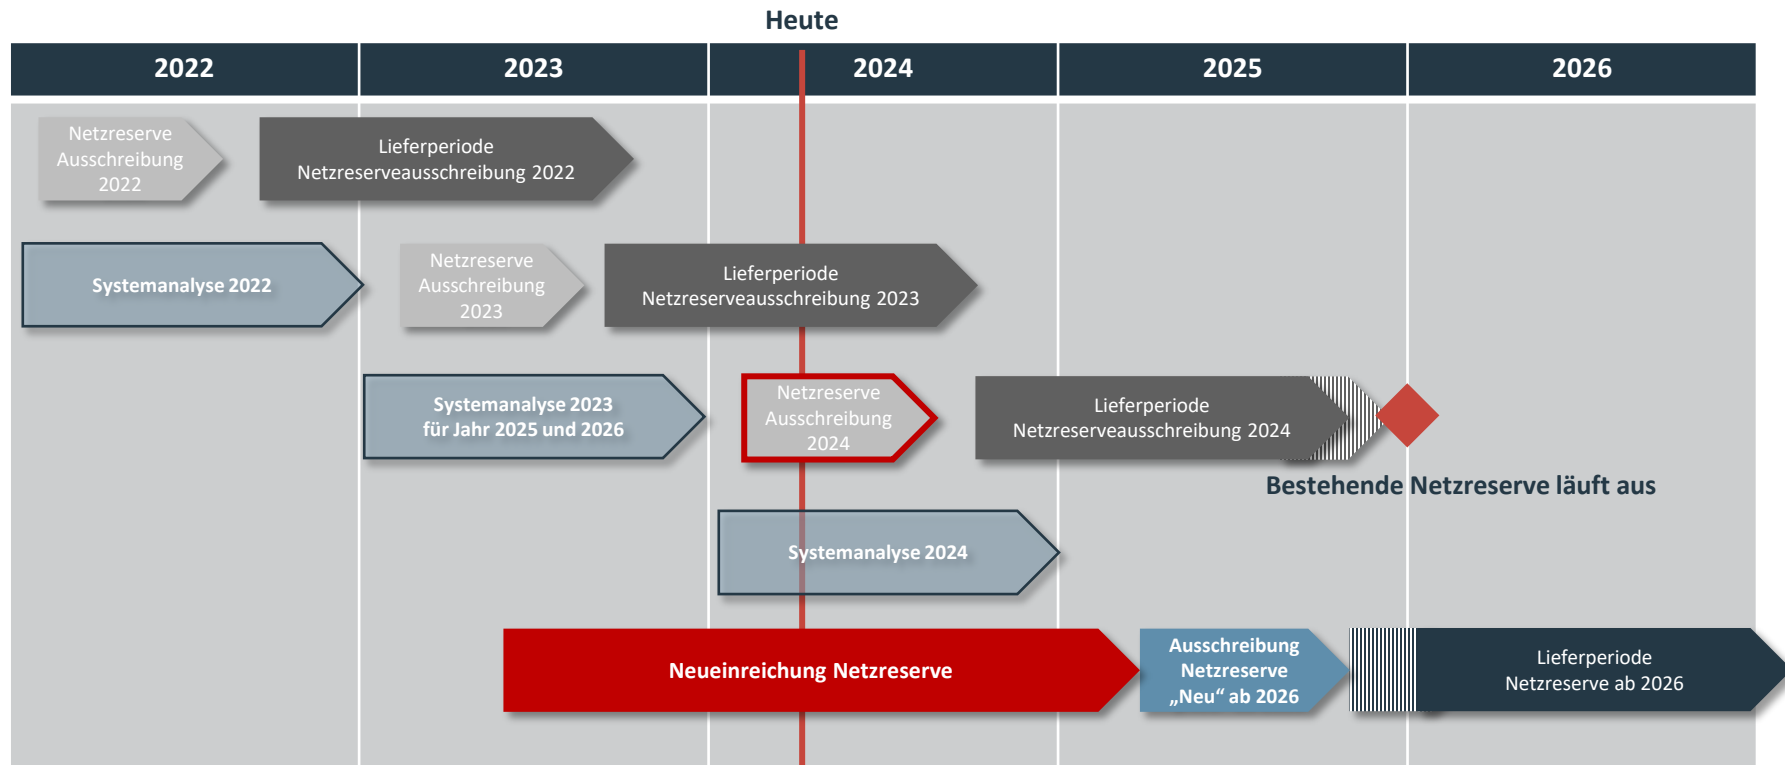 Heute
2022
2023
2024
2025
2026
Netzreserve
Ausschreibung
2022
Lieferperiode
Netzreserveausschreibung 2022
Systemanalyse 2022
Netzreserve
Ausschreibung
2023
Lieferperiode
Netzreserveausschreibung 2023
Systemanalyse 2023
für Jahr 2025 und 2026
Netzreserve
Ausschreibung
2024
Lieferperiode
Netzreserveausschreibung 2024
Bestehende Netzreserve läuft aus
Systemanalyse 2024
Neueinreichung Netzreserve
Ausschreibung
Netzreserve
„Neu“ ab 2026
Lieferperiode
Netzreserve ab 2026